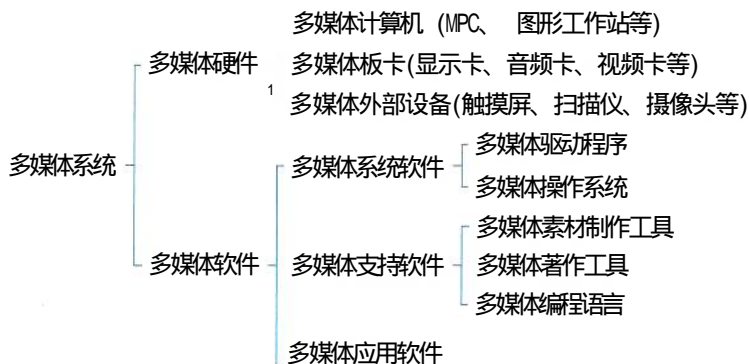 多媒体计算机 (MPC、 图形工作站等)
多媒体硬件 多媒体板卡(显示卡、音频卡、视频卡等)
1
多媒体外部设备(触摸屏、扫描仪、摄像头等)
多媒体驱动程序
多媒体系统 多媒体系统软件
多媒体操作系统
多媒体素材制作工具
多媒体软件 多媒体支持软件 多媒体著作工具
多媒体编程语言
多媒体应用软件